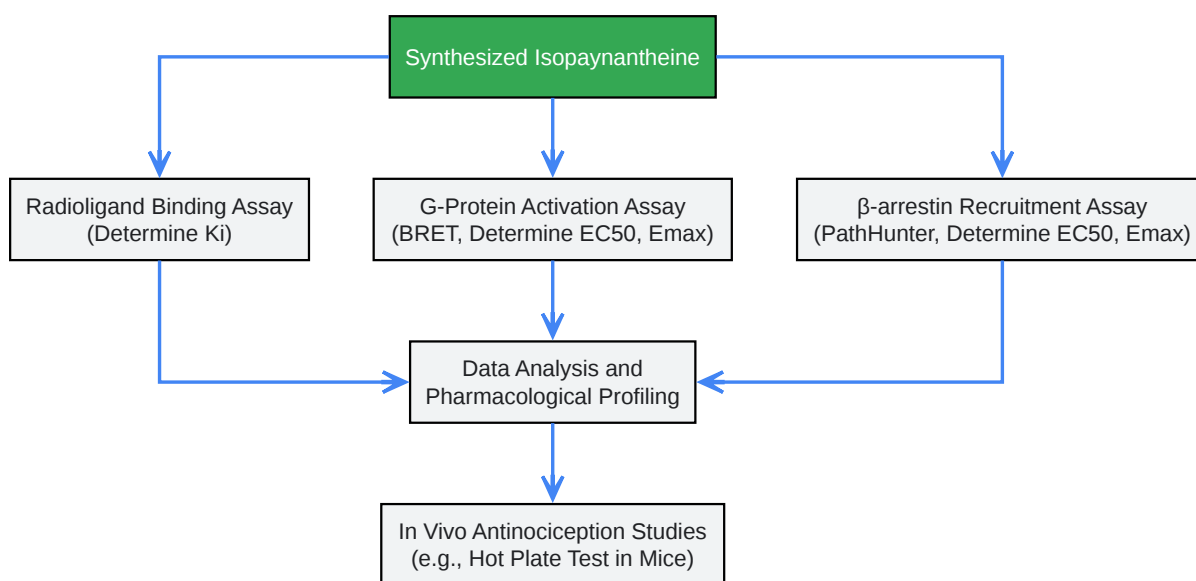 Synthesized Isopaynantheine
Radioligand Binding Assay
(Determine Ki)
G-Protein Activation Assay
(BRET, Determine EC50, Emax)
β-arrestin Recruitment Assay
(PathHunter, Determine EC50, Emax)
Data Analysis and
Pharmacological Profiling
In Vivo Antinociception Studies
(e.g., Hot Plate Test in Mice)